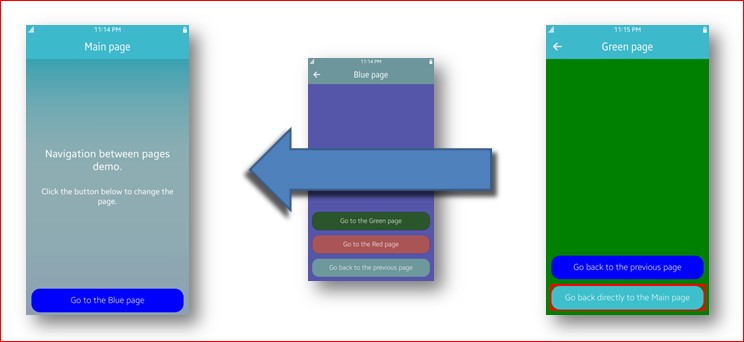 11:14 PM
Main page
Navigation between pages
demo.
Click the button below to change the
page.
Go to the Blue page
11:14 PM
Blue page
Go to the Green page
Go to the Red page
Go back to the previous page
11:15 PM
Green page
Go back to the previous page
Go back directly to the Main page